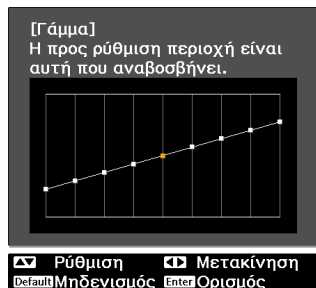 [Γάμμα]
Η προς ρύθμιση περιοχή είναι
αυτή που αναβοσβήνει.
Ρύθμιση Μετακίνηση
Default Μηδενισμός Enter Ορισμός